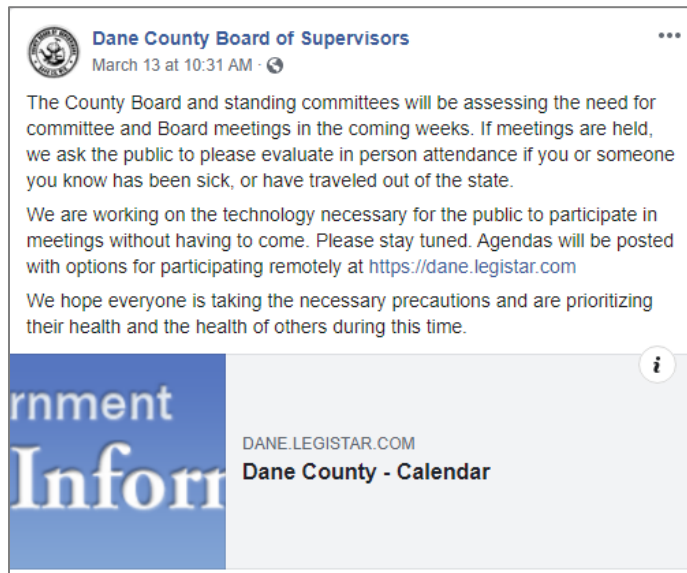 Dane County Board of Supervisors
March 13 at 10:31 AM ·
The County Board and standing committees will be assessing the need for
committee and Board meetings in the coming weeks. If meetings are held,
we ask the public to please evaluate in person attendance if you or someone
you know has been sick, or have traveled out of the state.
We are working on the technology necessary for the public to participate in
meetings without having to come. Please stay tuned. Agendas will be posted
with options for participating remotely at https://dane.legistar.com
We hope everyone is taking the necessary precautions and are prioritizing
their health and the health of others during this time.
i
rnment
Inforr
DANE.LEGISTAR.COM
Dane County - Calendar